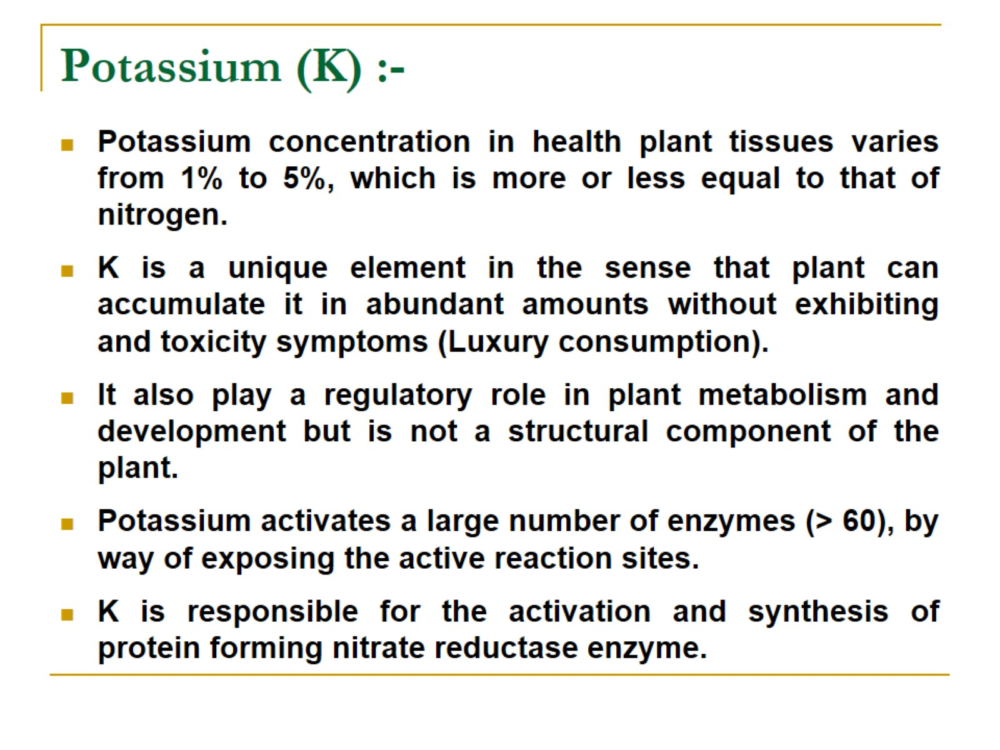 Potassium (K) :-
Potassium concentration in health plant tissues varies
from 1% to 5%, which is more or less equal to that of
nitrogen.
K is a unique element in the sense that plant can
accumulate it in abundant amounts without exhibiting
and toxicity symptoms (Luxury consumption).
It also play a regulatory role in plant metabolism and
development but is not a structural component of the
plant.
Potassium activates a large number of enzymes (> 60), by
way of exposing the active reaction sites.
K is responsible for the activation and synthesis of
protein forming nitrate reductase enzyme.